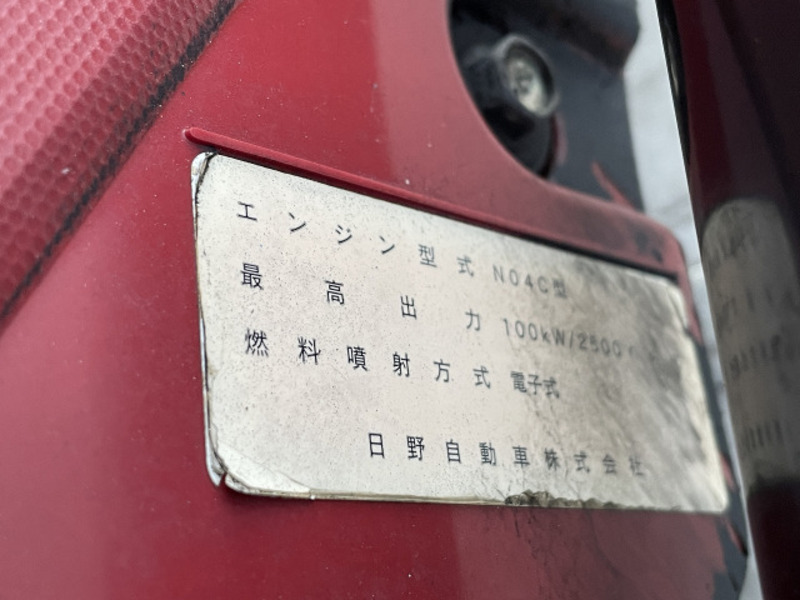 エンジン型式 N04C型
最高出力 100kW/2500
燃料噴射方式 電子式
日野自動車株式会社